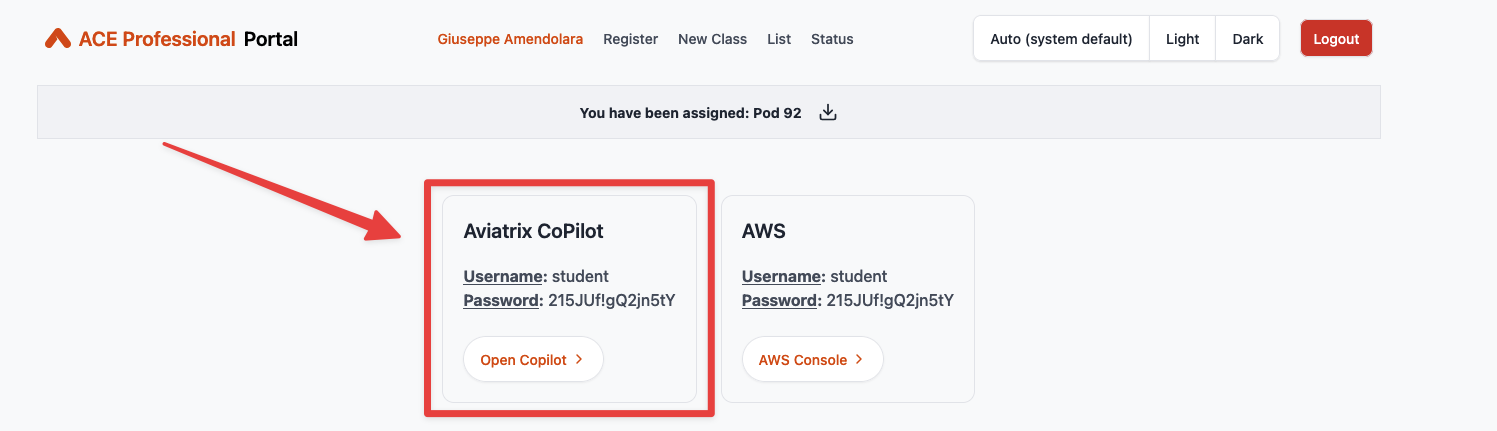 ACE Professional Portal
Giuseppe Amendolara Register New Class List Status
Auto (system default) Light Dark
Logout
You have been assigned: Pod 92
Aviatrix CoPilot
Username: student
Password: 215JUf!gQ2jn5tY
Open Copilot
AWS
Username: student
Password: 215JUf!gQ2jn5tY
AWS Console